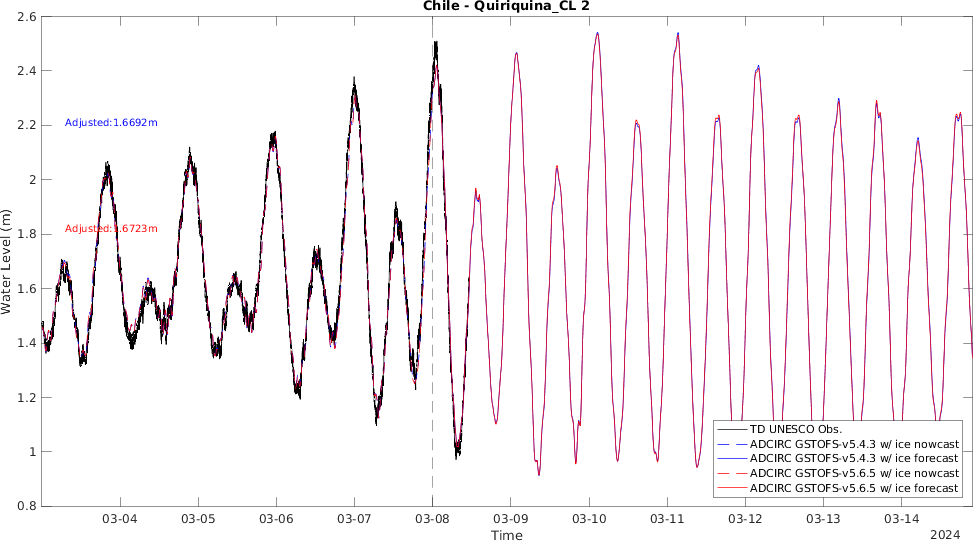 Chile - Quiriquina_CL 2
2.6
2.4
2.2
2
1.8
1.6
1.4
1.2
1
0.8
Water Level (m)
Adjusted:1.6692m
Adjusted:1.6723m
TD UNESCO Obs.
ADCIRC GSTOFS-v5.4.3 w/ ice nowcast
ADCIRC GSTOFS-v5.4.3 w/ ice forecast
ADCIRC GSTOFS-v5.6.5 w/ ice nowcast
ADCIRC GSTOFS-v5.6.5 w/ ice forecast
03-04 03-05 03-06 03-07 03-08 03-09 03-10 03-11 03-12 03-13 03-14
Time
2024